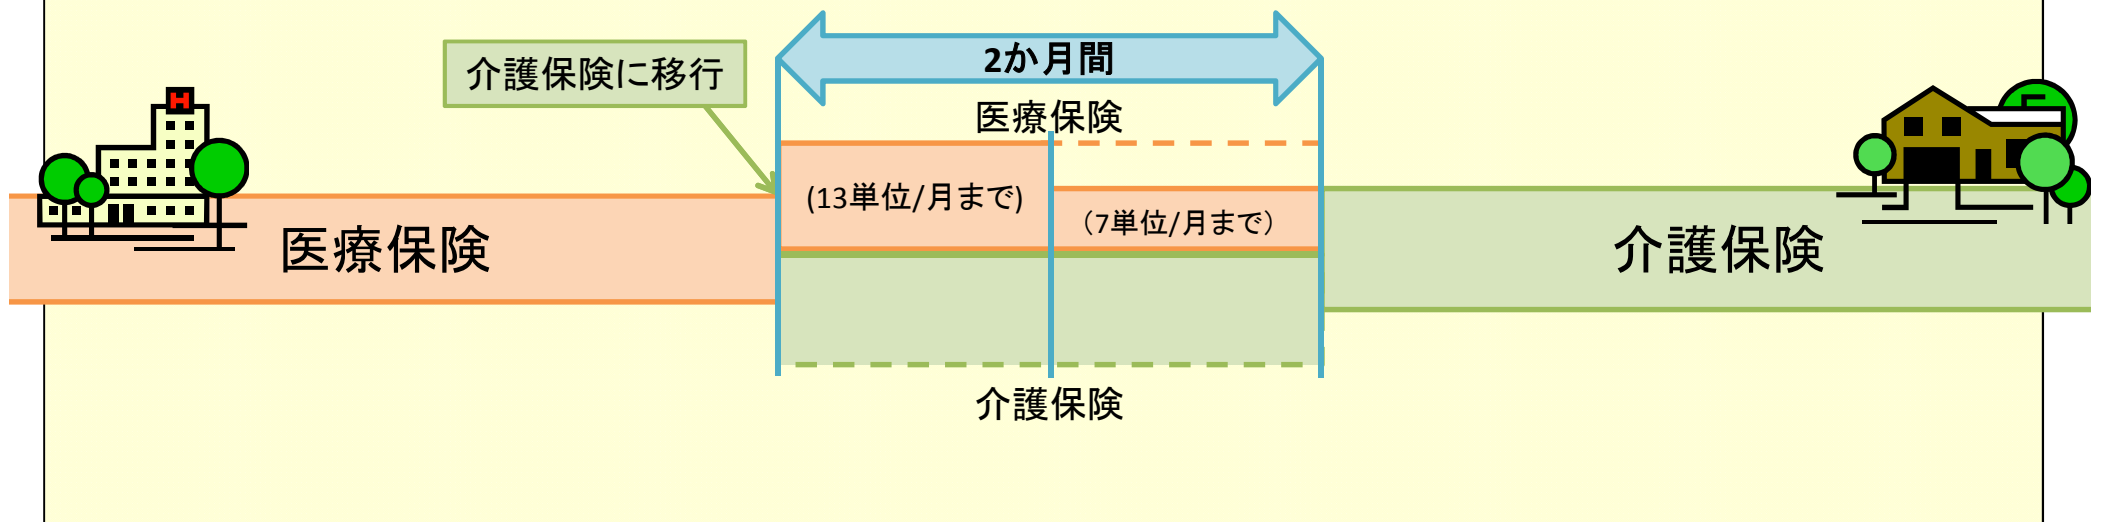 2か月間
介護保険に移行
医療保険
(13単位/月まで)
（7単位/月まで）
医療保険
介護保険
介護保険
H